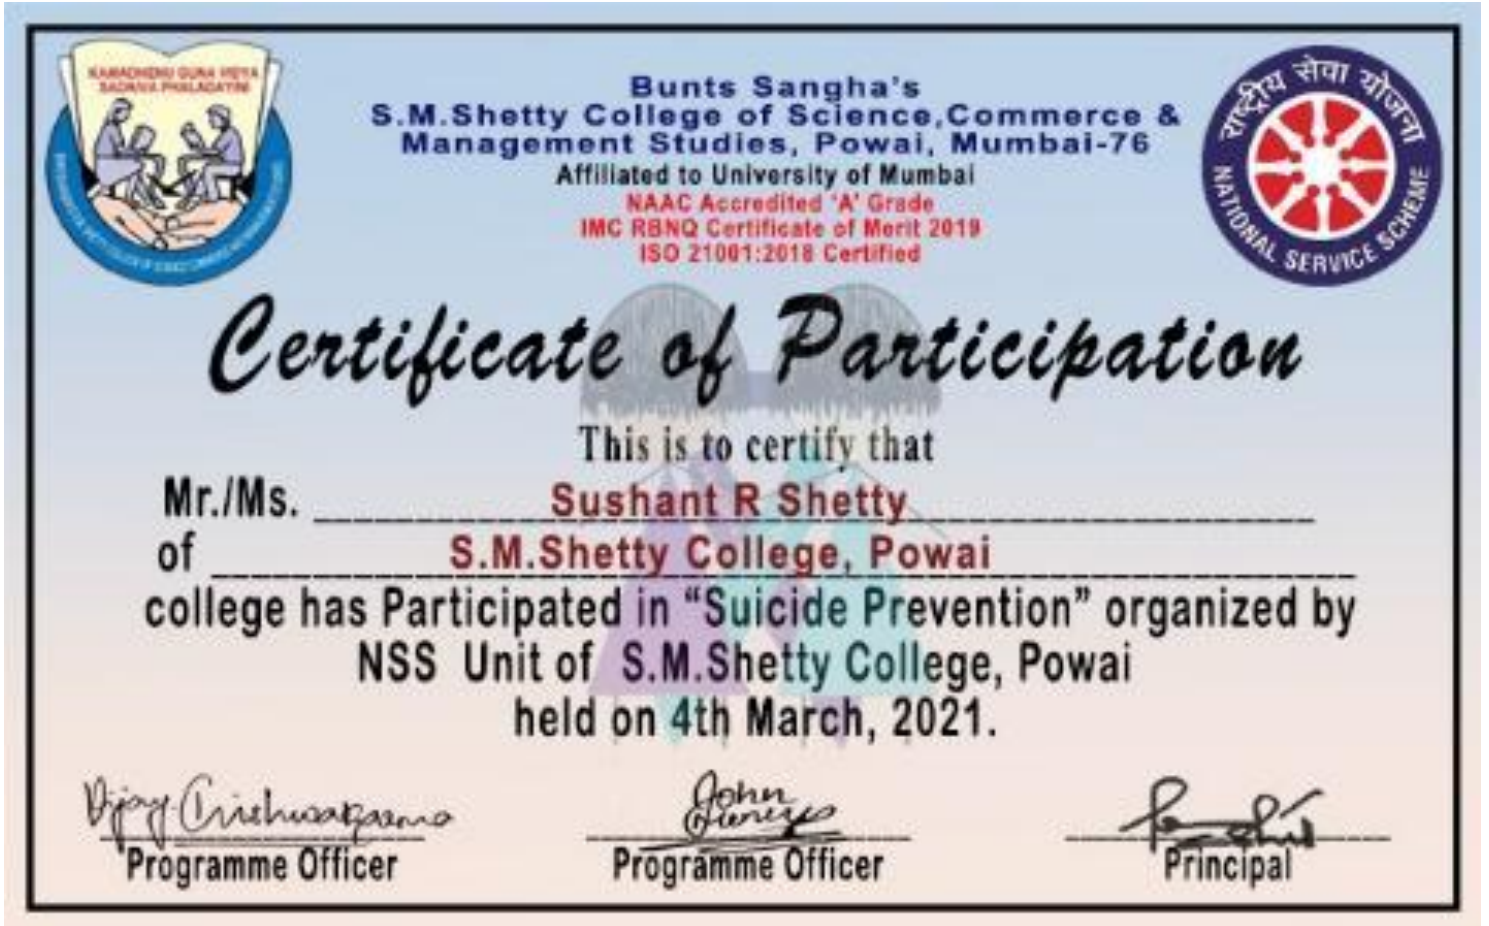 KAMADHENU GUNA VIDYA
SADAIVA PHALADAYINI
Bunts Sangha's
S.M.Shetty College of Science,Commerce &
Management Studies, Powai, Mumbai-76
Affiliated to University of Mumbai
NAAC Accredited 'A' Grade
IMC RBNQ Certificate of Merit 2019
ISO 21001:2018 Certified
राष्ट्रीय सेवा योजना
NATIONAL SERVICE SCHEME
Certificate of Participation
This is to certify that
Mr./Ms. Sushant R Shetty
of S.M.Shetty College, Powai
college has Participated in “Suicide Prevention” organized by
NSS Unit of S.M.Shetty College, Powai
held on 4th March, 2021.
Vijay John
Programme Officer Programme Officer Principal